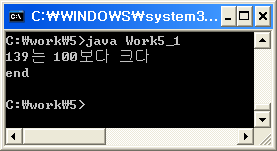 C:₩WINDOWS₩system3...
C:₩work₩5>java Work5_1
139는 100보다 크다
end
C:₩work₩5>